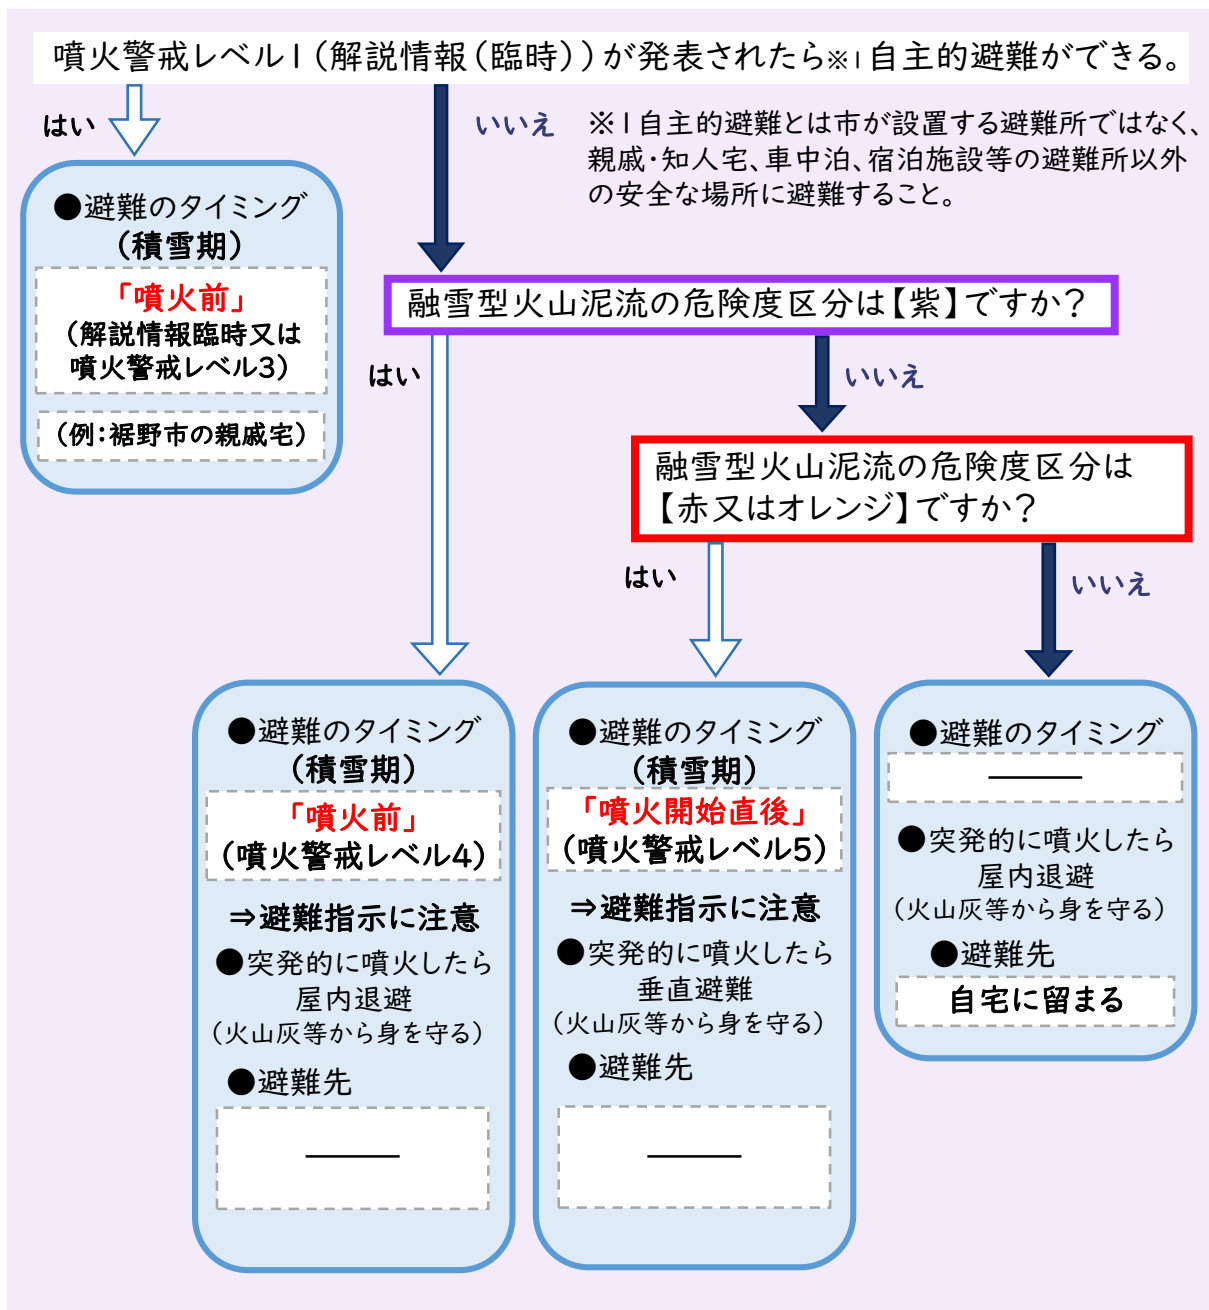 噴火警戒レベル1（解説情報（臨時））が発表されたら※1自主的避難ができる。
はい
いいえ
※1自主的避難とは市が設置する避難所ではなく、
親戚・知人宅、車中泊、宿泊施設等の避難所以外
の安全な場所に避難すること。
●避難のタイミング
（積雪期）
「噴火前」
（解説情報臨時又は
噴火警戒レベル3）
（例：裾野市の親戚宅）
融雪型火山泥流の危険度区分は【紫】ですか？
はい
いいえ
融雪型火山泥流の危険度区分は
【赤又はオレンジ】ですか？
はい
いいえ
●避難のタイミング
（積雪期）
「噴火前」
（噴火警戒レベル4）
⇒避難指示に注意
●突発的に噴火したら
屋内退避
（火山灰等から身を守る）
●避難先
―
●避難のタイミング
（積雪期）
「噴火開始直後」
（噴火警戒レベル5）
⇒避難指示に注意
●突発的に噴火したら
垂直避難
（火山灰等から身を守る）
●避難先
―
●避難のタイミング
―
●突発的に噴火したら
屋内退避
（火山灰等から身を守る）
●避難先
自宅に留まる